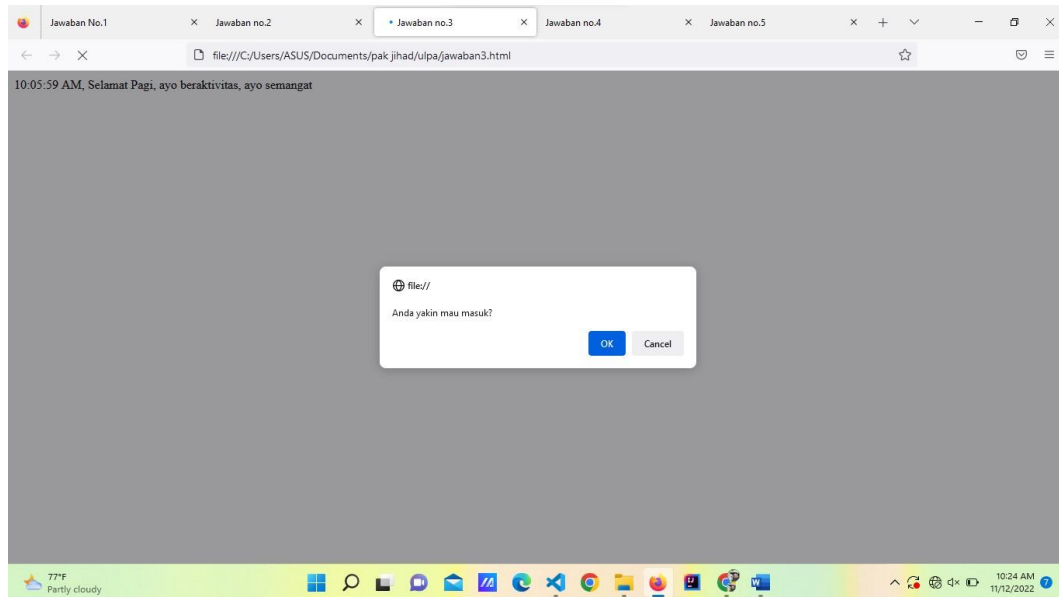 Jawaban No.1
Jawaban no.2
Jawaban no.3
Jawaban no.4
Jawaban no.5
file:///C:/Users/ASUS/Documents/pak jihad/ulpa/jawaban3.html
10:05:59 AM, Selamat Pagi, ayo beraktivitas, ayo semangat
file://
Anda yakin mau masuk?
OK Cancel
77°F
Partly cloudy
10:24 AM
11/12/2022
7